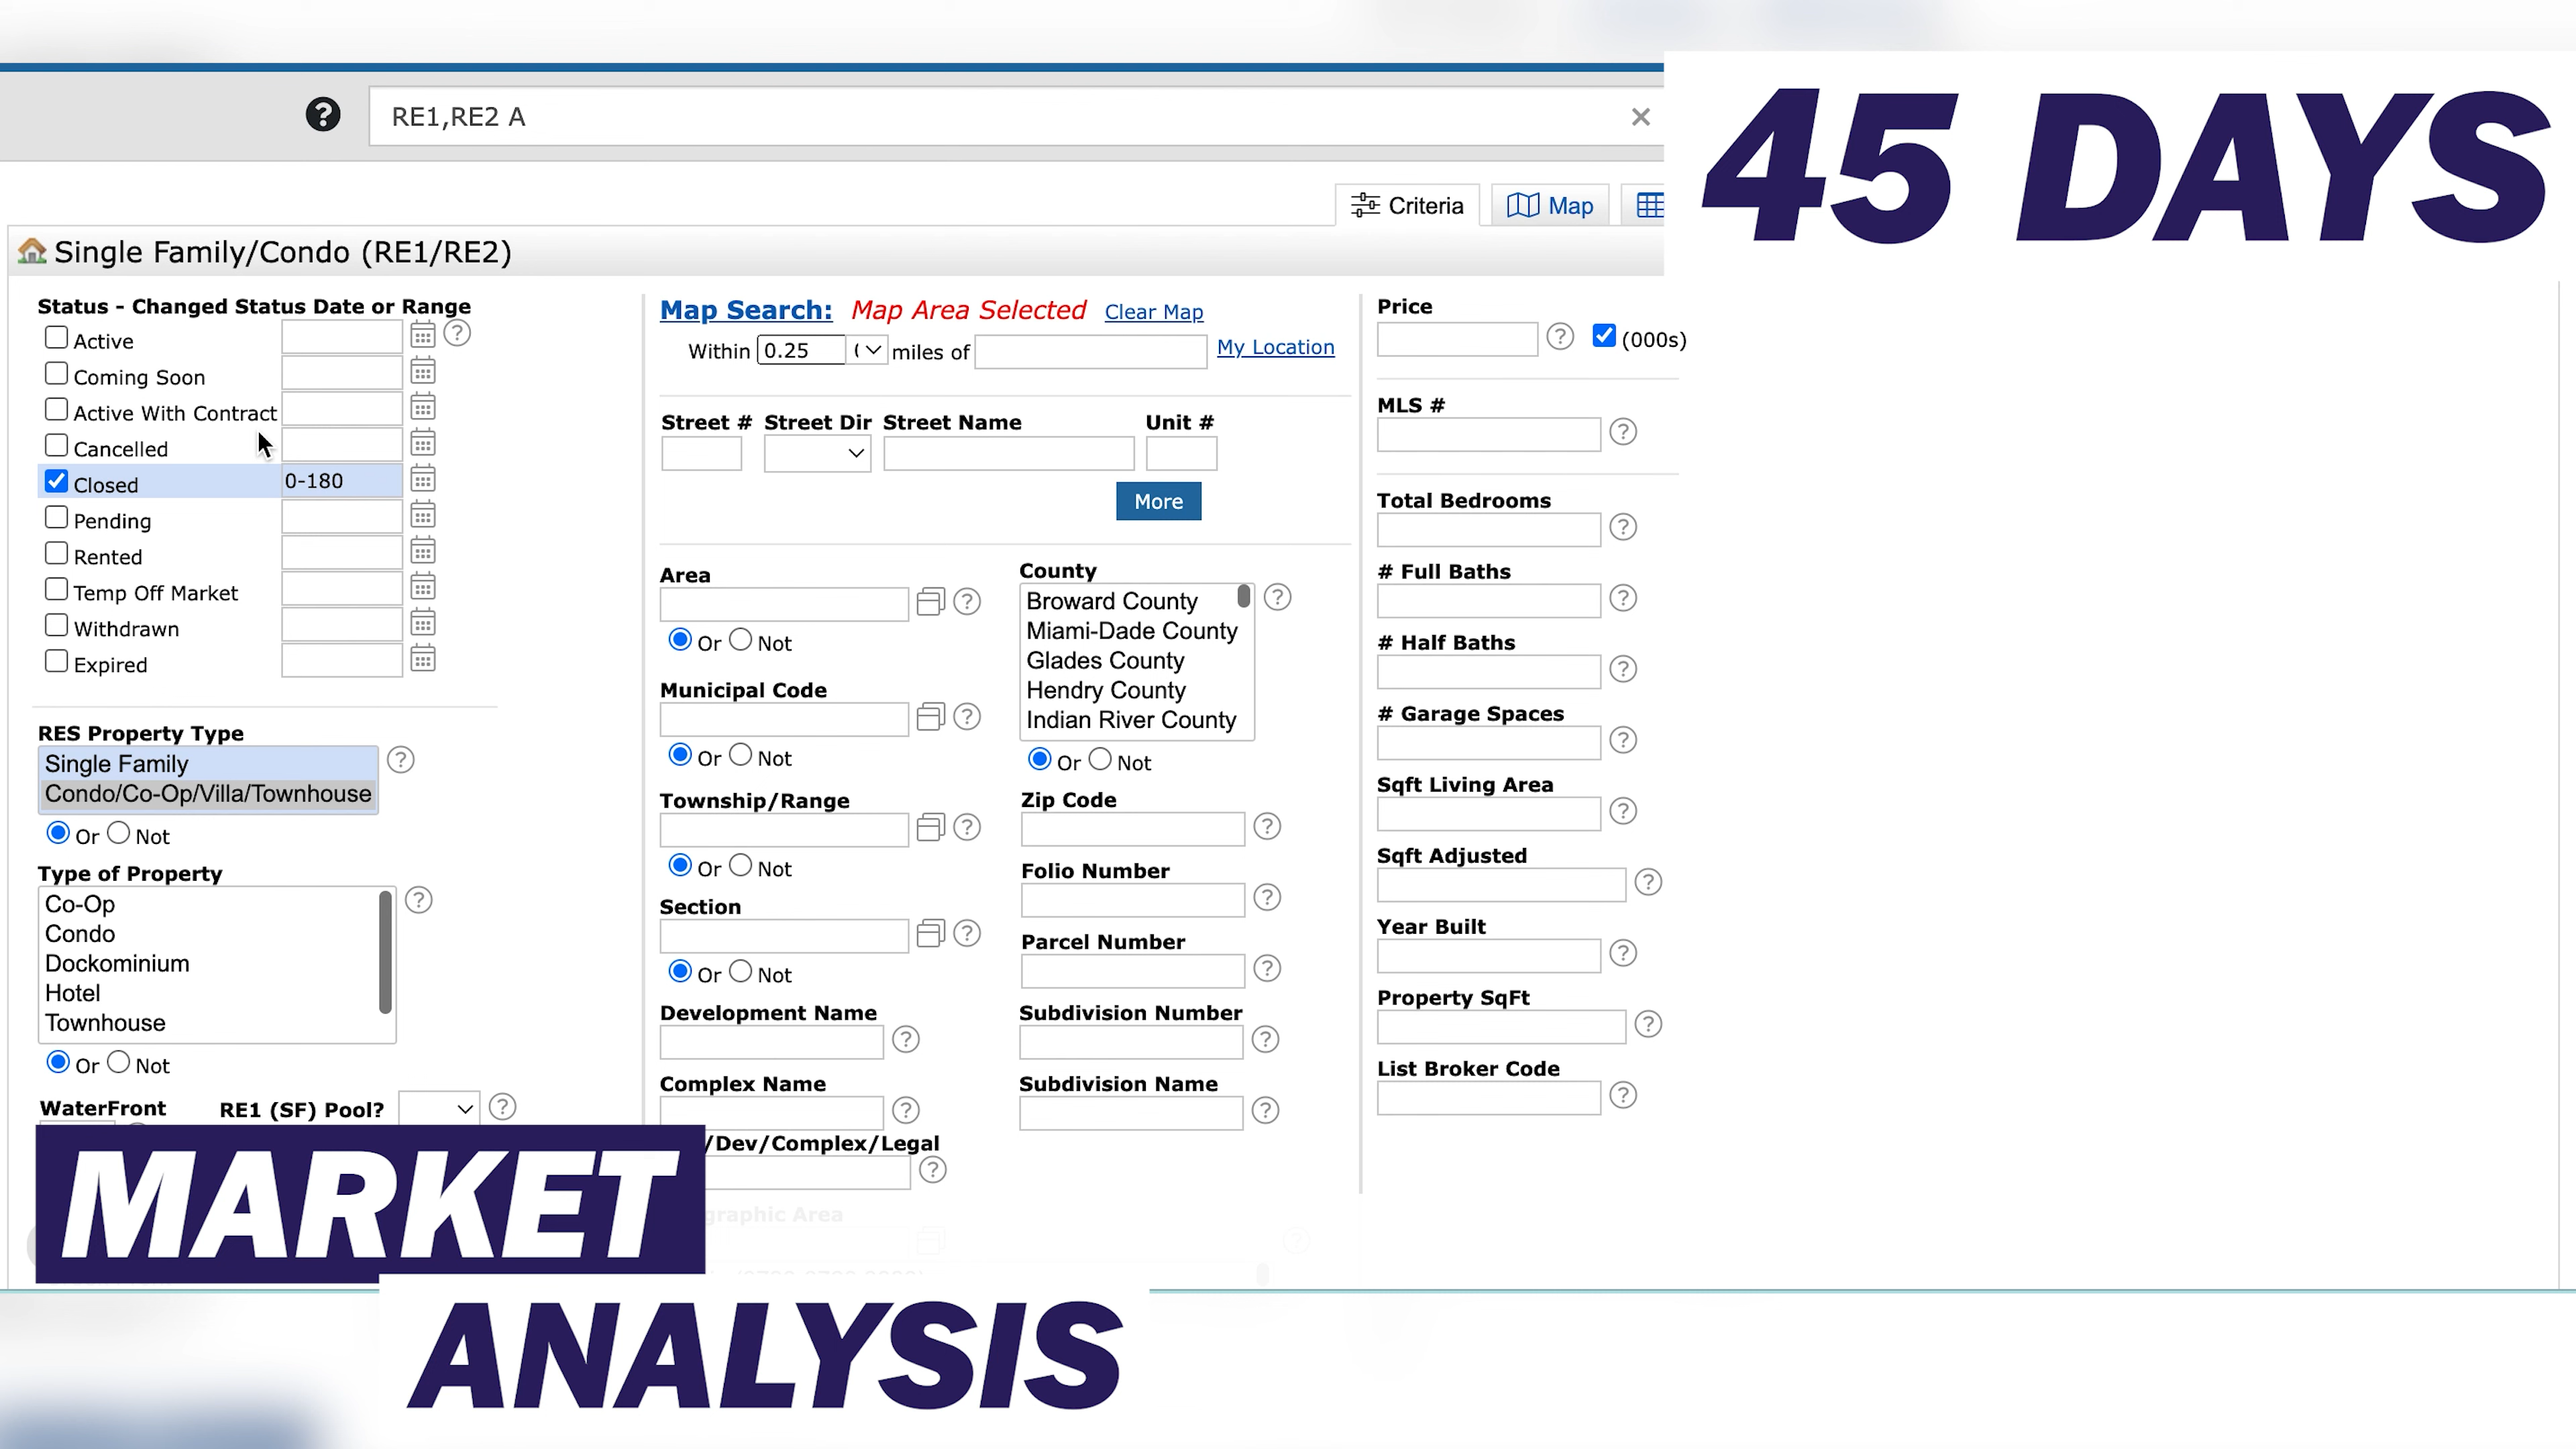 45 DAYS
RE1,RE2 A
Criteria
Map
Single Family/Condo (RE1/RE2)
Status - Changed Status Date or Range
Active
Coming Soon
Active With Contract
Cancelled
Closed 0-180
Pending
Rented
Temp Off Market
Withdrawn
Expired
RES Property Type
Single Family
Condo/Co-Op/Villa/Townhouse
Or Not
Type of Property
Co-Op
Condo
Dockominium
Hotel
Townhouse
Or Not
WaterFront RE1 (SF) Pool?
Map Search: Map Area Selected Clear Map
Within 0.25 miles of My Location
Street # Street Dir Street Name Unit #
More
Area
Or Not
Municipal Code
Or Not
Township/Range
Or Not
Section
Or Not
Development Name
Complex Name
/Dev/Complex/Legal
graphic Area
County
Broward County
Miami-Dade County
Glades County
Hendry County
Indian River County
Or Not
Zip Code
Folio Number
Parcel Number
Subdivision Number
Subdivision Name
Price
(000s)
MLS #
Total Bedrooms
# Full Baths
# Half Baths
# Garage Spaces
Sqft Living Area
Sqft Adjusted
Year Built
Property SqFt
List Broker Code
MARKET
ANALYSIS